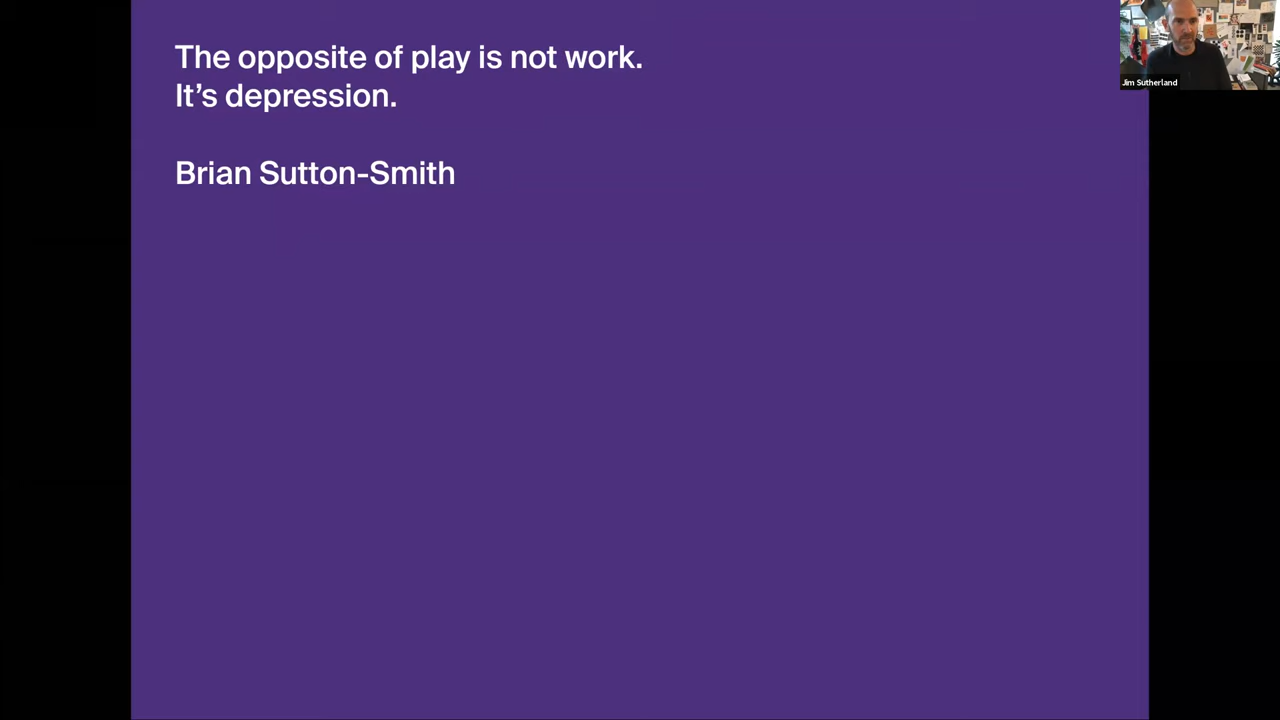 The opposite of play is not work.
It’s depression.
Brian Sutton-Smith
Jim Sutherland